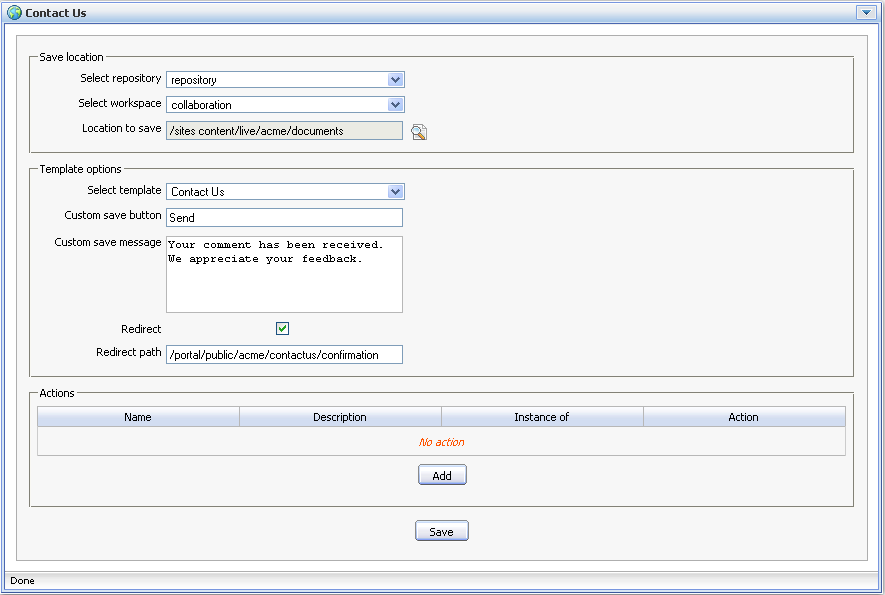 Contact Us
Save location
Select repository repository
Select workspace collaboration
Location to save /sites content/live/acme/documents
Template options
Select template Contact Us
Custom save button Send
Custom save message Your comment has been received.
We appreciate your feedback.
Redirect
Redirect path /portal/public/acme/contactus/confirmation
Actions
Name Description Instance of Action
No action
Add
Save
Done